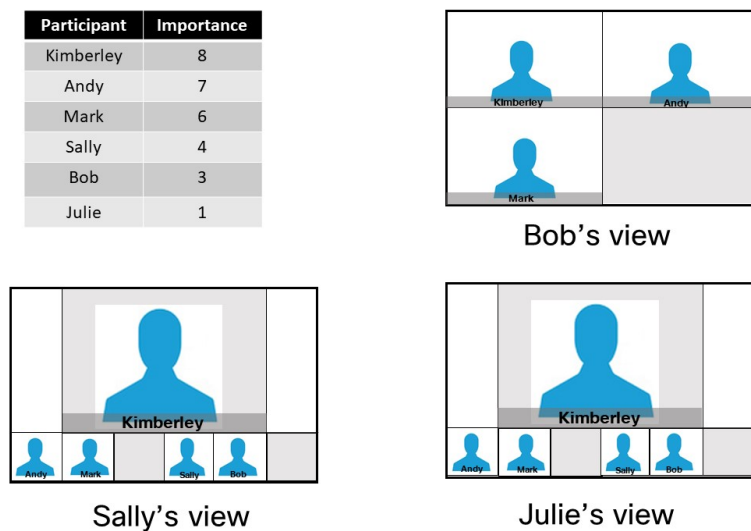 Participant Importance
Kimberley 8
Andy 7
Mark 6
Sally 4
Bob 3
Julie 1
Kimberley Andy
Mark
Bob's view
Kimberley
Andy Mark Sally Bob
Sally's view
Kimberley
Andy Mark Sally Bob
Julie's view